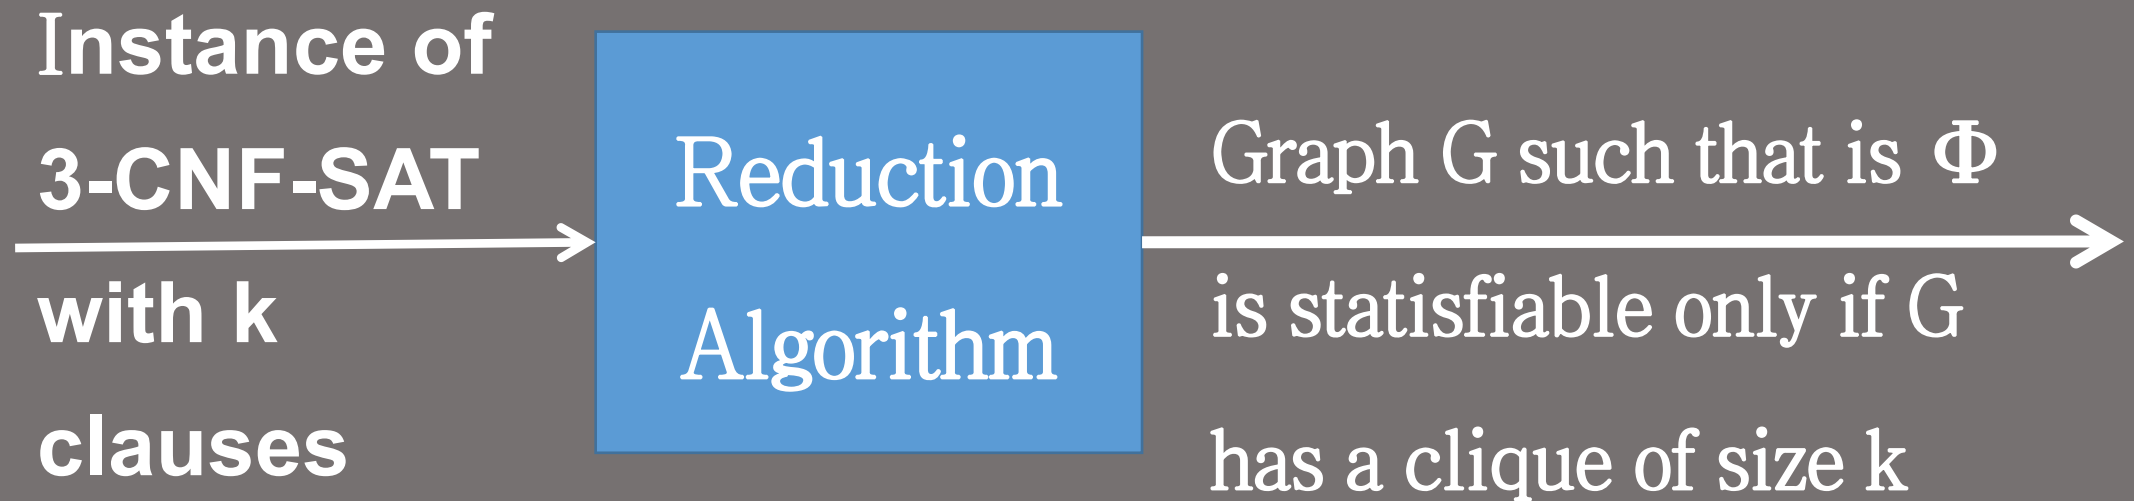 Instance of
3-CNF-SAT
with k
clauses
Reduction
Algorithm
Graph G such that is Φ
is statisfiable only if G
has a clique of size k